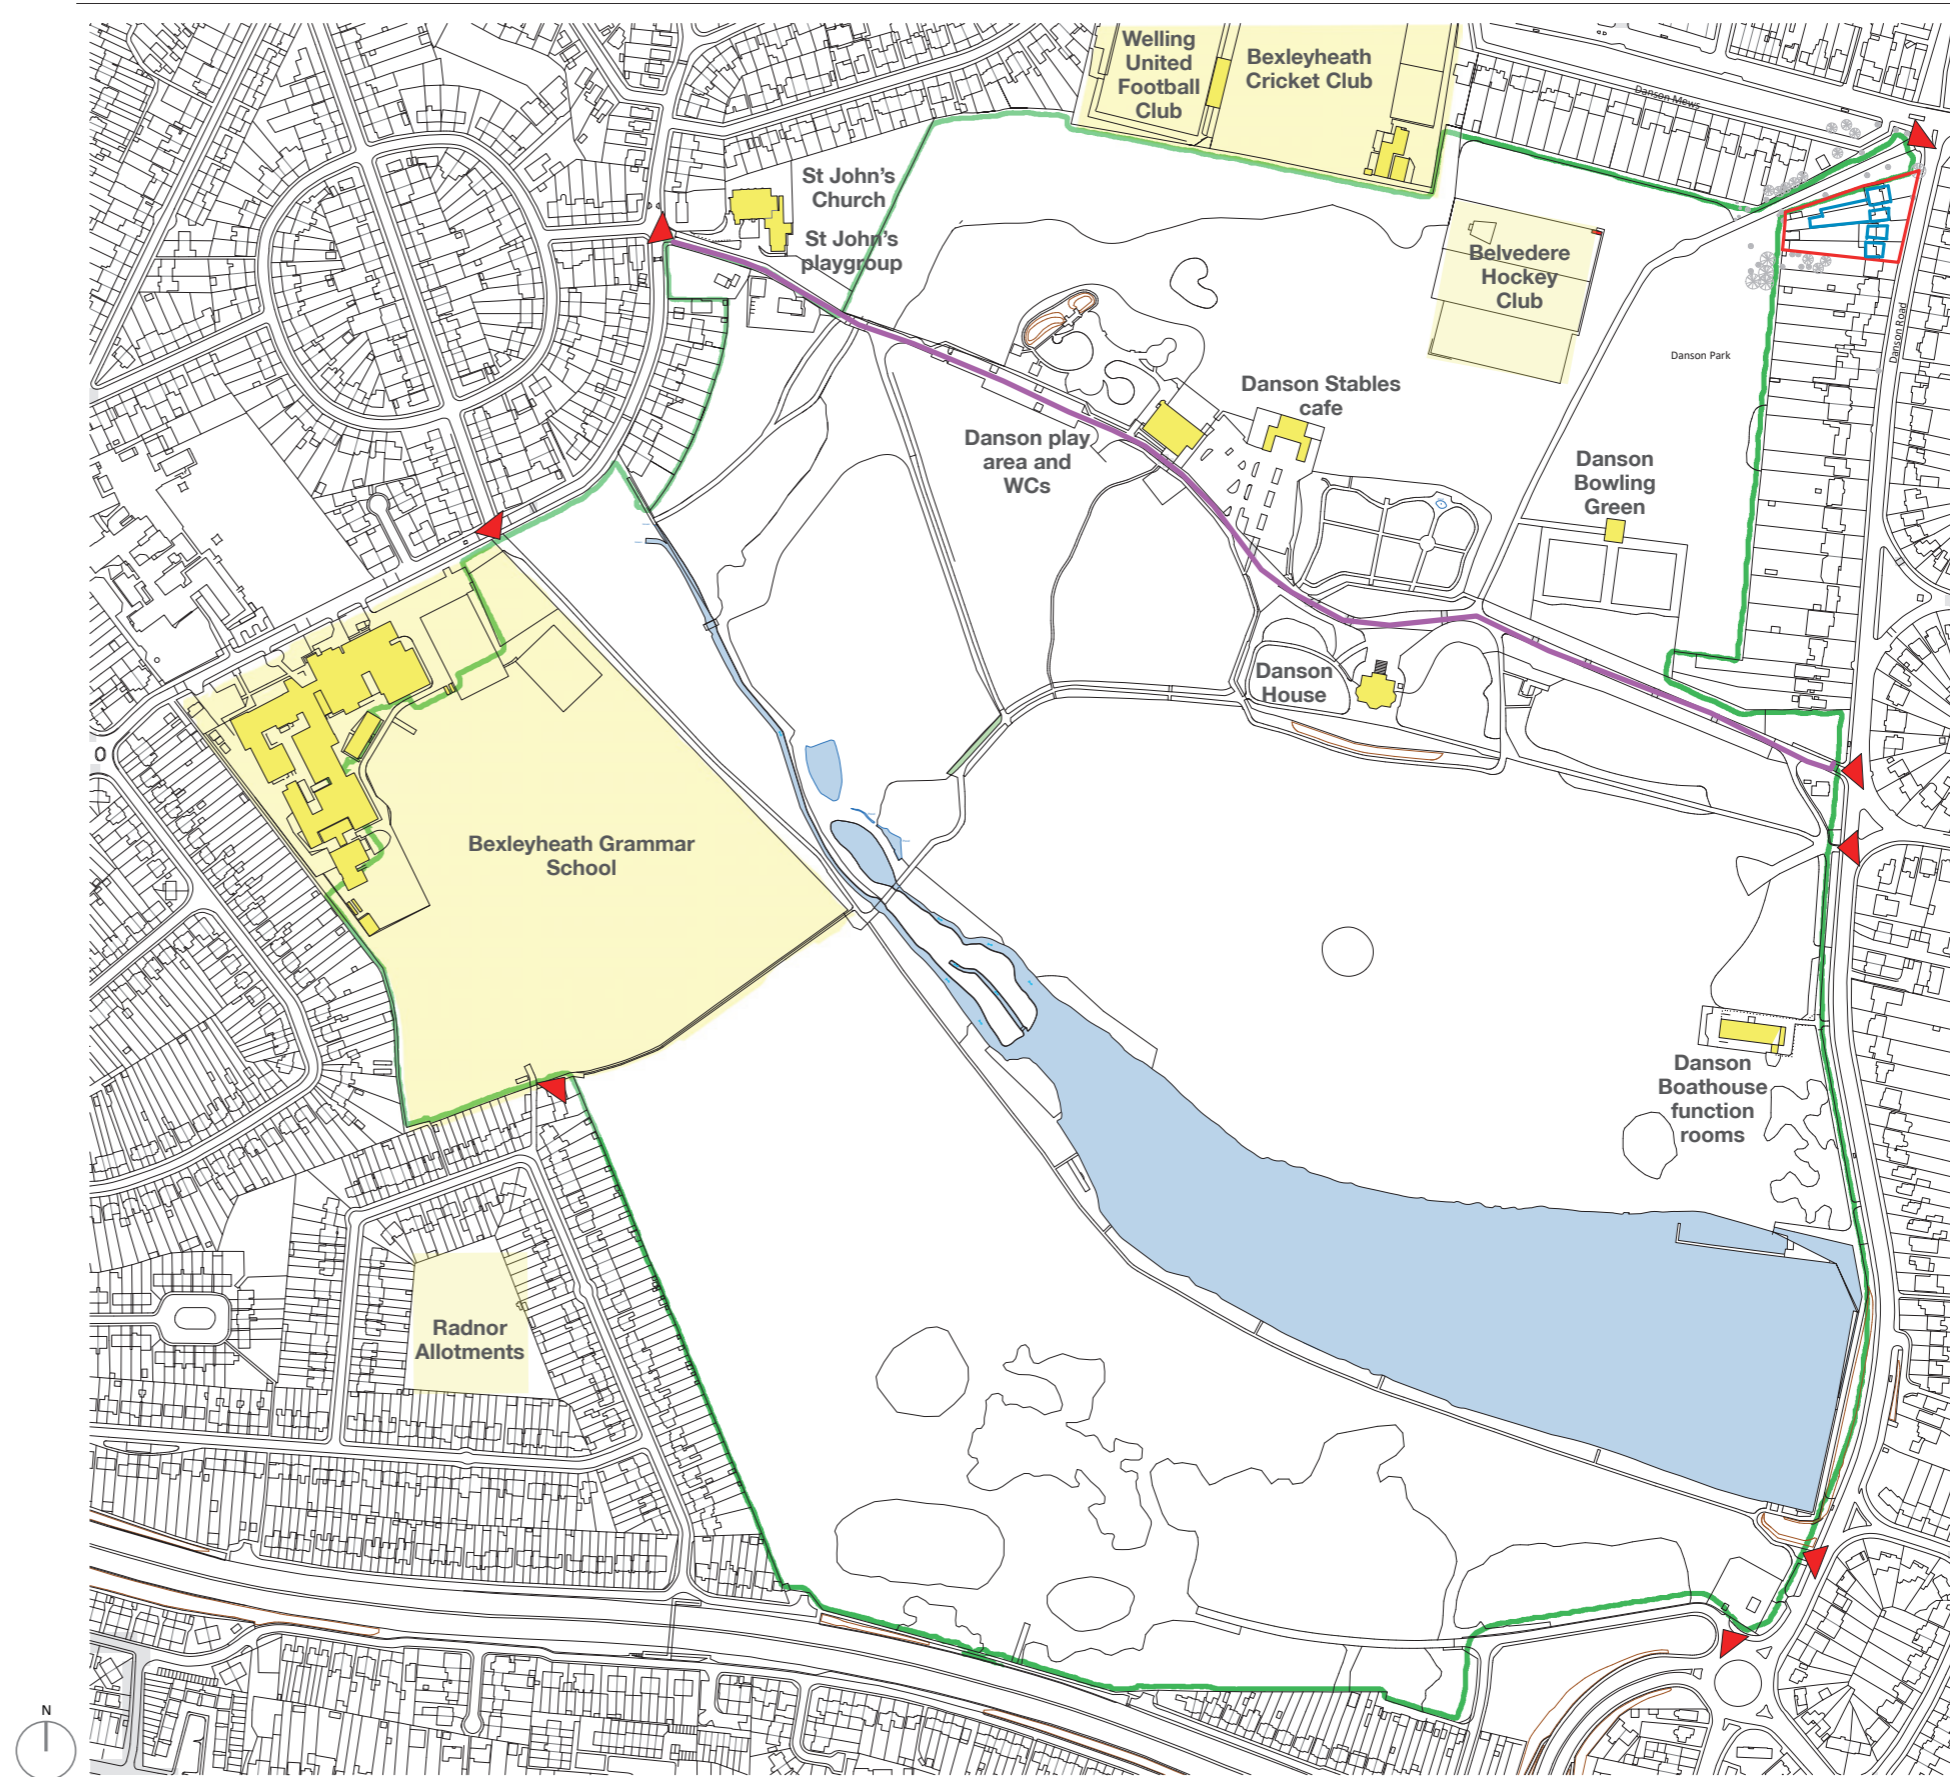 Welling
United
Football
Club
Bexleyheath
Cricket Club
Danson Mews
St John's
Church
St John's
playgroup
Belvedere
Hockey
Club
Danson Road
Danson Park
Danson Stables
cafe
Danson play
area and
WCs
Danson
Bowling
Green
Danson
House
0
Bexleyheath Grammar
School
Danson
Boathouse
function
rooms
Radnor
Allotments
N